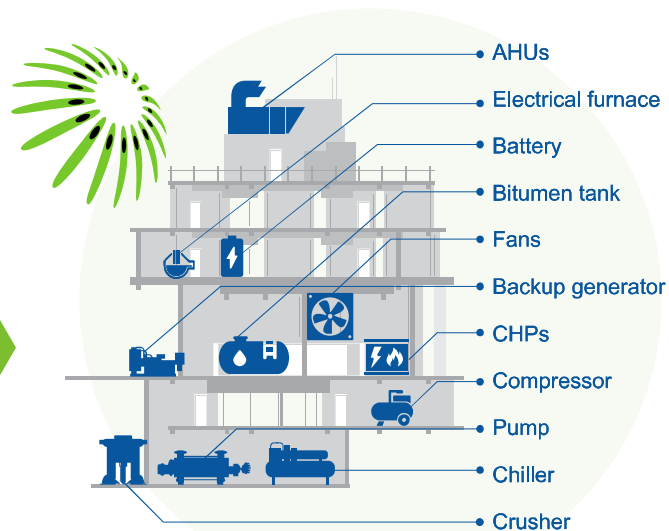 AHUs
Electrical furnace
Battery
Bitumen tank
Fans
Backup generator
CHPs
Compressor
Pump
Chiller
Crusher